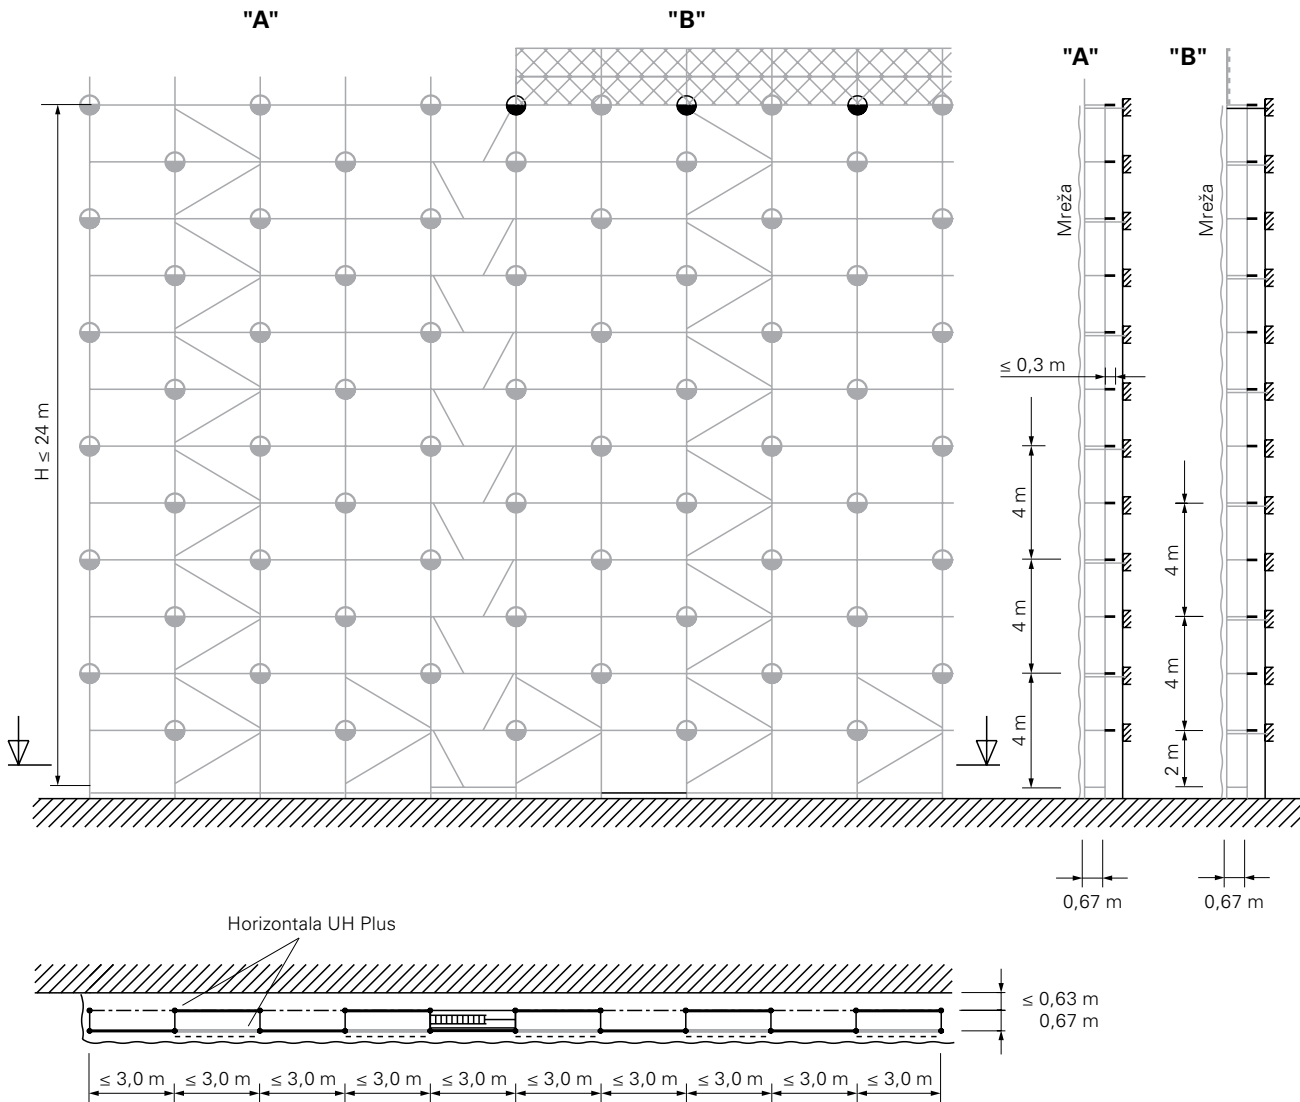 "A"
"B"
"A"
"B"
Mreža
Mreža
≤ 0,3 m
H ≤ 24 m
4 m
4 m
4 m
4 m
4 m
2 m
0,67 m
0,67 m
Horizontala UH Plus
≤ 0,63 m
0,67 m
≤ 3,0 m
≤ 3,0 m
≤ 3,0 m
≤ 3,0 m
≤ 3,0 m
≤ 3,0 m
≤ 3,0 m
≤ 3,0 m
≤ 3,0 m
≤ 3,0 m